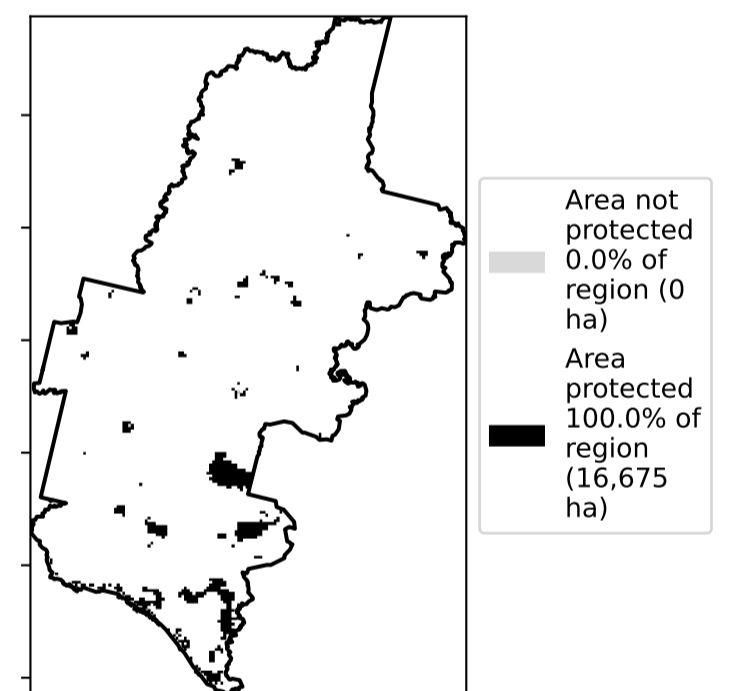 Area not
protected
0.0% of
region (0
ha)
Area
protected
100.0% of
region
(16,675
ha)